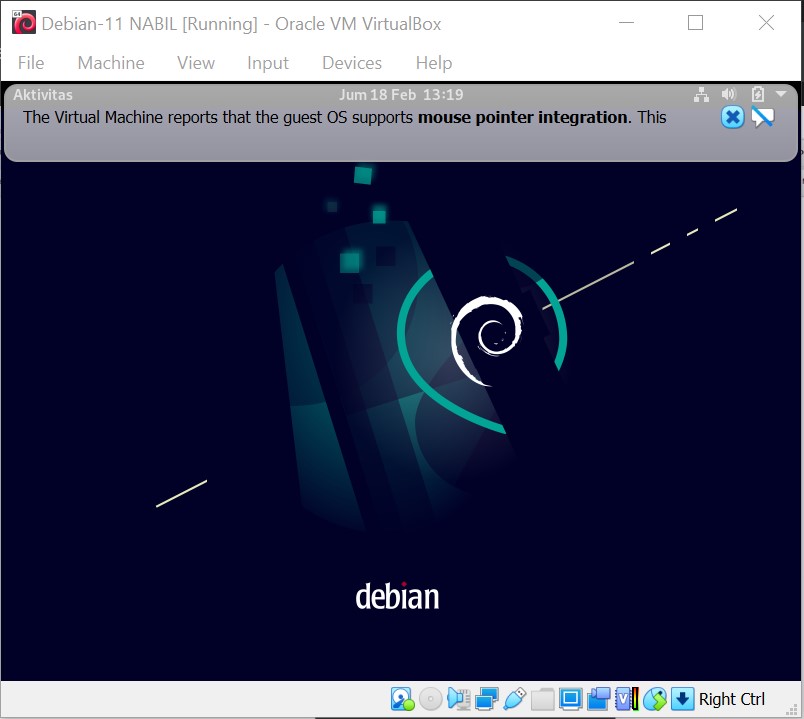 Debian-11 NABIL [Running] - Oracle VM VirtualBox
File Machine View Input Devices Help
Aktivitas Jum 18 Feb 13:19
The Virtual Machine reports that the guest OS supports mouse pointer integration. This
debian
Right Ctrl